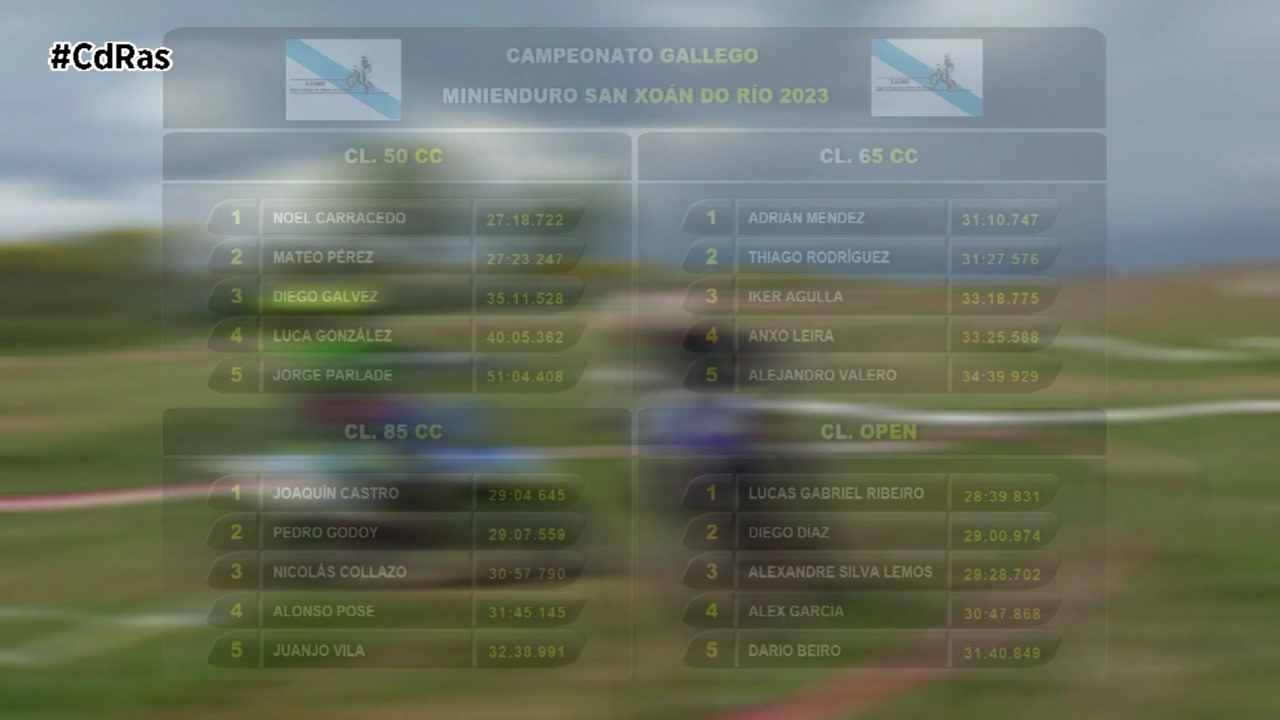 #CdRas
CAMPEONATO GALLEGO
MINIENDURO SAN XOÁN DO RÍO 2023
CL. 50 CC
1 NOEL CARRACEDO 27:18.722
2 MATEO PÉREZ 27:23.247
3 DIEGO GALVEZ 35:11.528
4 LUCA GONZÁLEZ 40:05.362
5 JORGE PARLADE 51:04.408
CL. 65 CC
1 ADRIÁN MÉNDEZ 31:10.747
2 THIAGO RODRÍGUEZ 31:27.576
3 IKER AGULLA 33:18.775
4 ANXO LEIRA 33:25.588
5 ALEJANDRO VALERO 34:39.929
CL. 85 CC
1 JOAQUÍN CASTRO 29:04.645
2 PEDRO GODOY 29:07.559
3 NICOLÁS COLLAZO 30:57.790
4 ALONSO POSE 31:45.145
5 JUANJO VILA 32.38.991
CL. OPEN
1 LUCAS GABRIEL RIBEIRO 28:39.831
2 DIEGO DÍAZ 29:00.974
3 ALEXANDRE SILVA LEMOS 29:28.702
4 ALEX GARCÍA 30:47.868
5 DARIO BEIRO 31:40.849